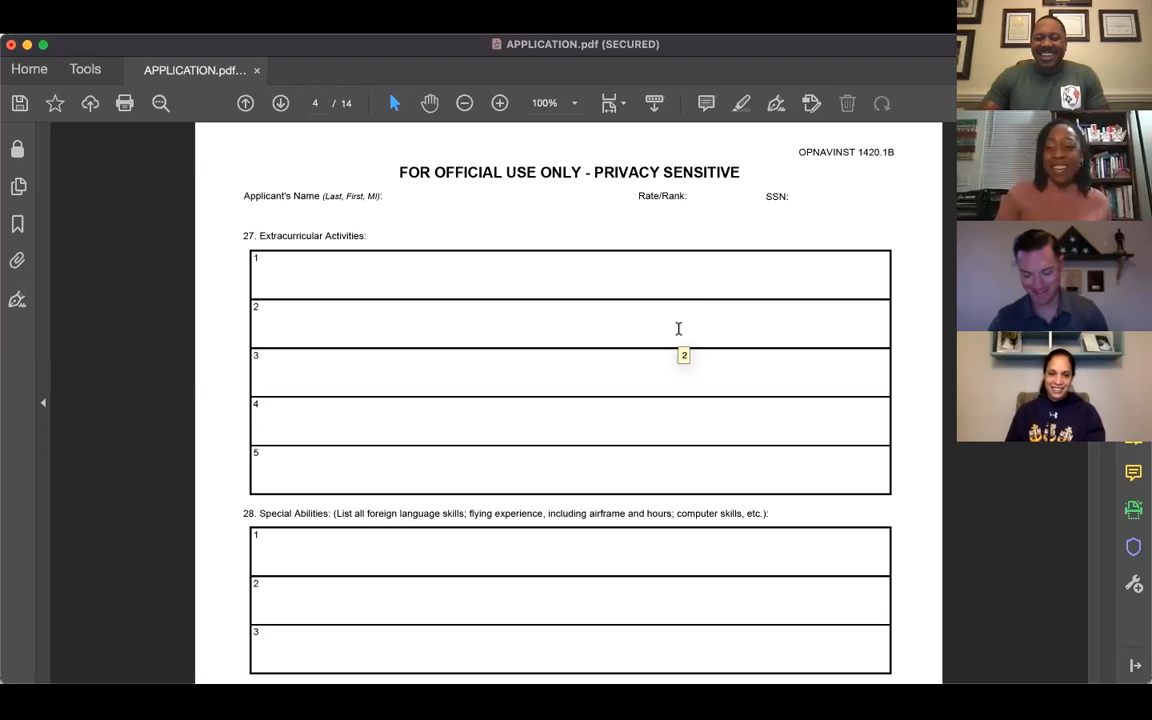 APPLICATION.pdf (SECURED)
Home
Tools
APPLICATION.pdf...
×
4 / 14
100%
OPNAVINST 1420.1B
FOR OFFICIAL USE ONLY - PRIVACY SENSITIVE
Applicant's Name (Last, First, MI):
Rate/Rank:
SSN:
27. Extracurricular Activities:
1
2
2
3
4
5
28. Special Abilities: (List all foreign language skills; flying experience, including airframe and hours; computer skills, etc.):
1
2
3